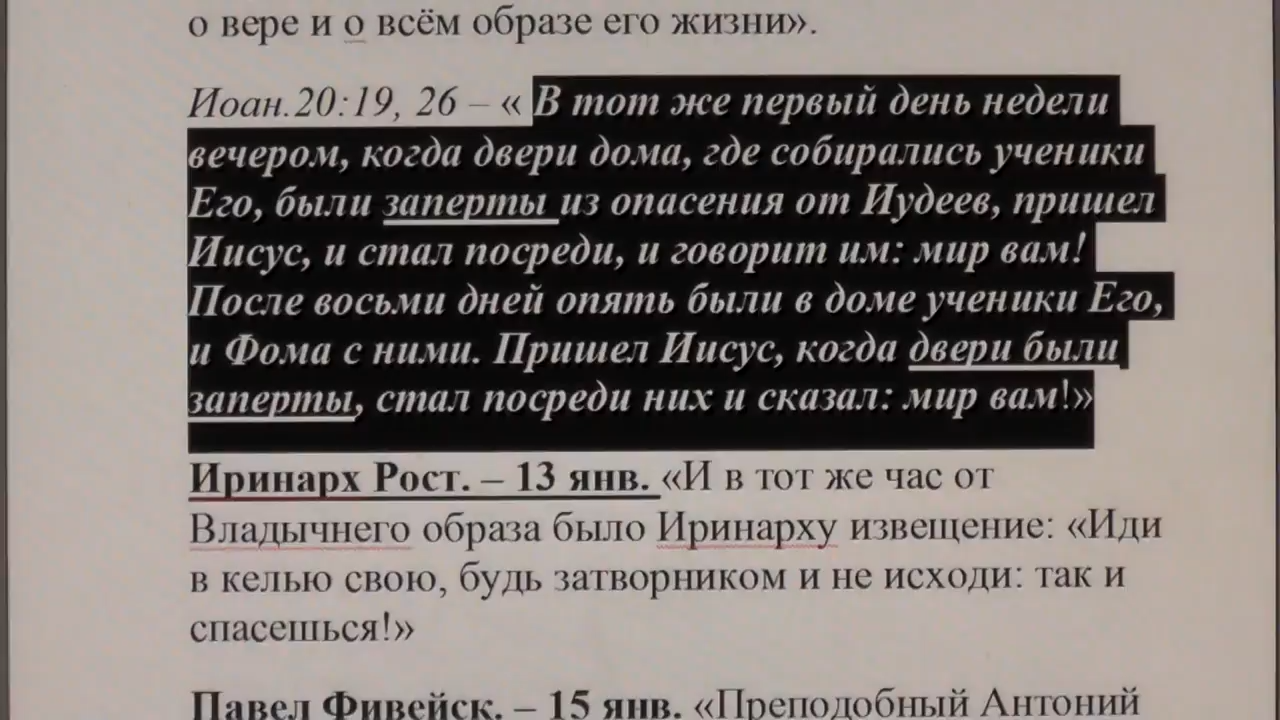 о вере и о всём образе его жизни».
Иоан.20:19, 26 – « В тот же первый день недели
вечером, когда двери дома, где собирались ученики
Его, были заперты из опасения от Иудеев, пришел
Иисус, и стал посреди, и говорит им: мир вам!
После восьми дней опять были в доме ученики Его,
и Фома с ними. Пришел Иисус, когда двери были
заперты, стал посреди них и сказал: мир вам!»
Иринарх Рост. – 13 янв. «И в тот же час от
Владычнего образа было Иринарху извещение: «Иди
в келью свою, будь затворником и не исходи: так и
спасешься!»
Павел Фивейск. – 15 янв. «Преподобный Антоний